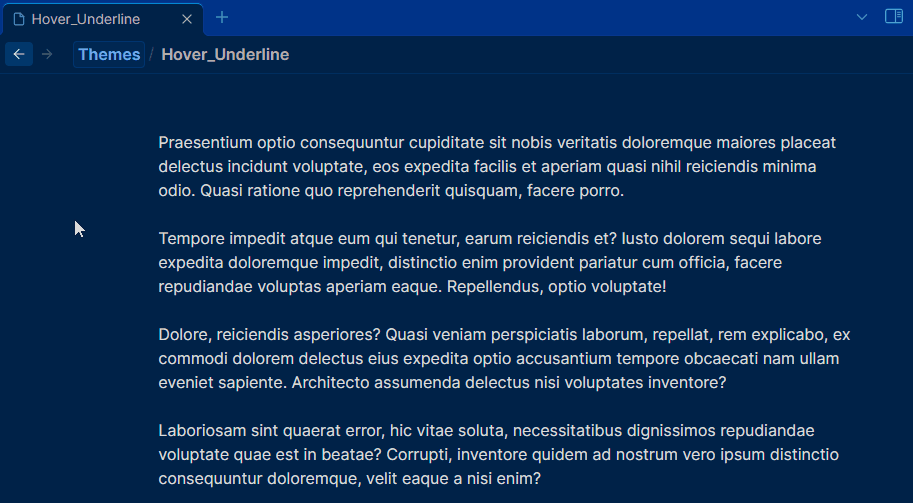 Hover_Underline
Themes / Hover_Underline
Praesentium optio consequuntur cupiditate sit nobis veritatis doloremque maiores placeat
delectus incidunt voluptate, eos expedita facilis et aperiam quasi nihil reiciendis minima
odio. Quasi ratione quo reprehenderit quisquam, facere porro.
Tempore impedit atque eum qui tenetur, earum reiciendis et? Iusto dolorem sequi labore
expedita doloremque impedit, distinctio enim provident pariatur cum officia, facere
repudiandae voluptas aperiam eaque. Repellendus, optio voluptate!
Dolore, reiciendis asperiores? Quasi veniam perspiciatis laborum, repellat, rem explicabo, ex
commodi dolorem delectus eius expedita optio accusantium tempore obcaecati nam ullam
eveniet sapiente. Architecto assumenda delectus nisi voluptates inventore?
Laboriosam sint quaerat error, hic vitae soluta, necessitatibus dignissimos repudiandae
voluptate quae est in beatae? Corrupti, inventore quidem ad nostrum vero ipsum distinctio
consequuntur doloremque, velit eaque a nisi enim?